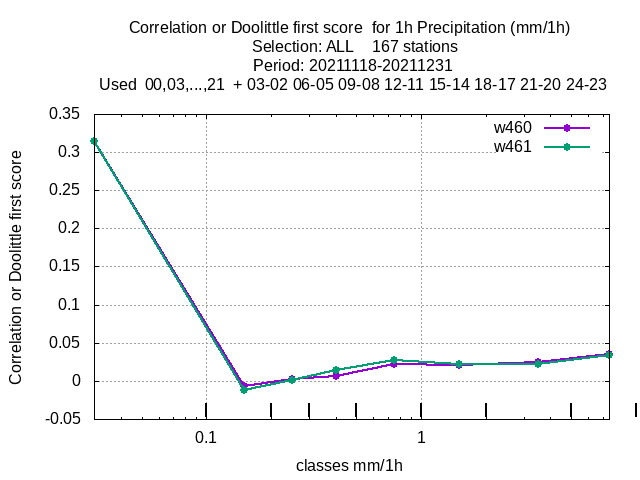 Correlation or Doolittle first score  for 1h Precipitation (mm/1h)
Selection: ALL    167 stations
Period: 20211118-20211231
Used  00,03,...,21  + 03-02 06-05 09-08 12-11 15-14 18-17 21-20 24-23
0.35
0.3
0.25
0.2
0.15
0.1
0.05
0
-0.05
Correlation or Doolittle first score
w460
w461
0.1
1
classes mm/1h